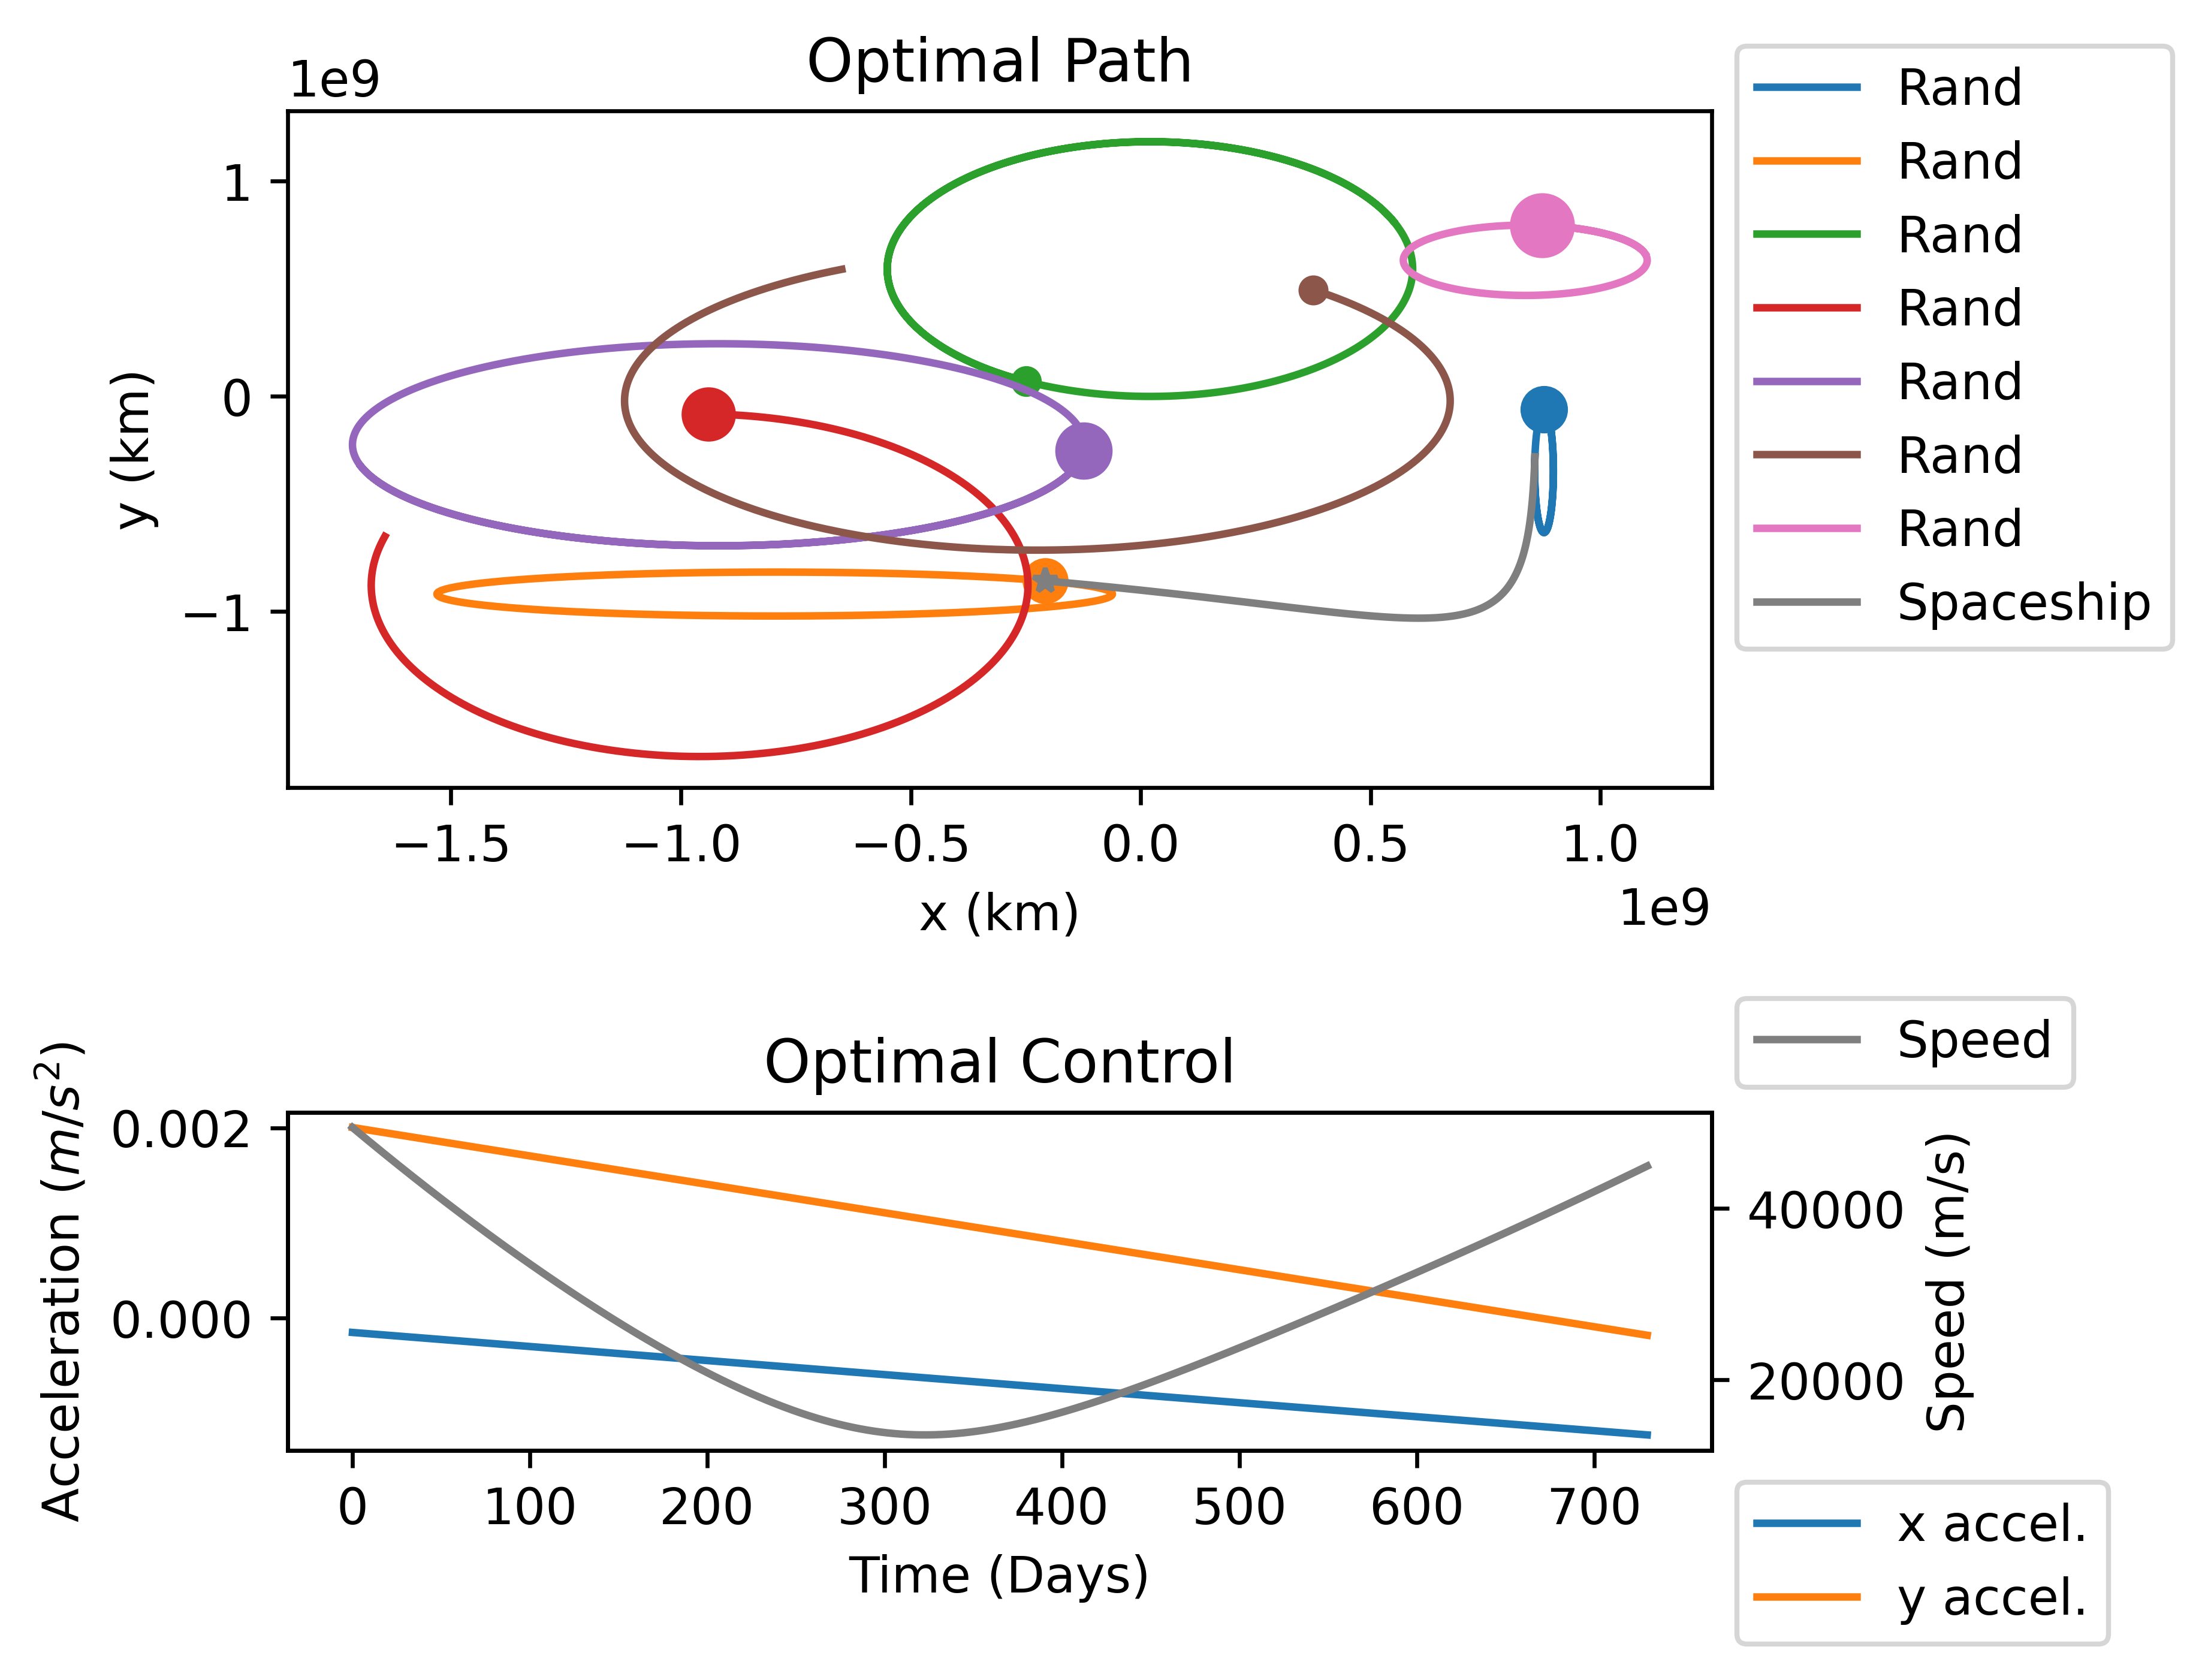 Optimal Path
1e9
1
0
−1
y (km)
−1.5
−1.0
−0.5
0.0
0.5
1.0
1e9
x (km)
Rand
Rand
Rand
Rand
Rand
Rand
Rand
Spaceship
Optimal Control
Speed
Acceleration (m/s²)
0.002
0.000
40000
20000
Speed (m/s)
0
100
200
300
400
500
600
700
Time (Days)
x accel.
y accel.